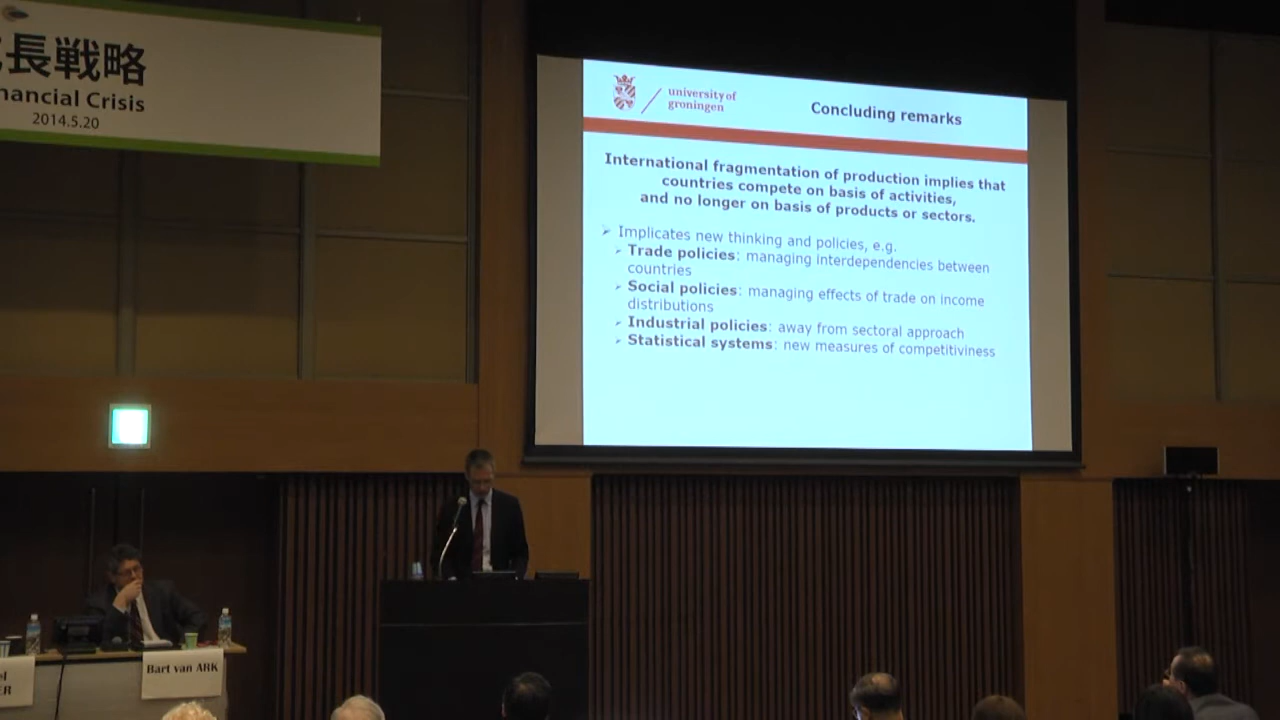 長戦略
nancial Crisis
2014.5.20
university of
groningen
Concluding remarks
International fragmentation of production implies that
countries compete on basis of activities,
and no longer on basis of products or sectors.
Implicates new thinking and policies, e.g.
Trade policies: managing interdependencies between
countries
Social policies: managing effects of trade on income
distributions
Industrial policies: away from sectoral approach
Statistical systems: new measures of competitiviness
Bart van ARK
ER